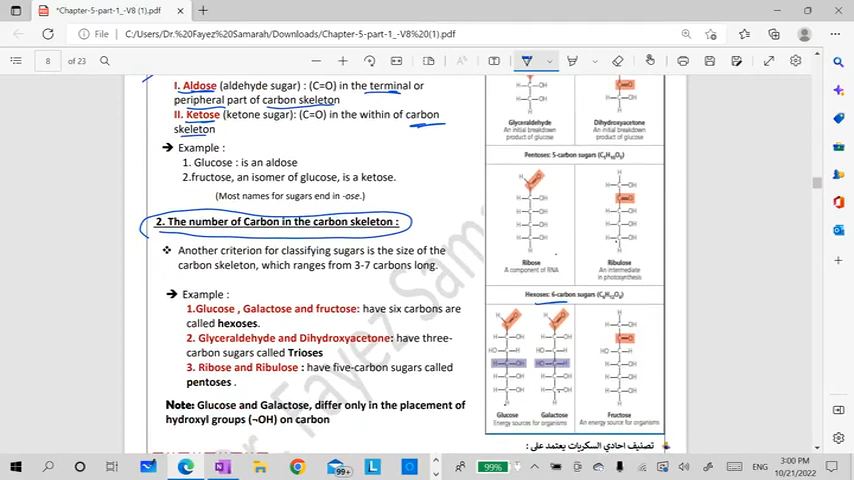 *Chapter-5-part-1_-V8 (1).pdf
File
C:/Users/Dr.%20Fayez%20Samarah/Downloads/Chapter-5-part-1_-V8%20(1).pdf
8 of 23
I. Aldose (aldehyde sugar) : (C=O) in the terminal or
peripheral part of carbon skeleton
II. Ketose (ketone sugar): (C=O) in the within of carbon
skeleton
Example :
1. Glucose : is an aldose
2.fructose, an isomer of glucose, is a ketose.
(Most names for sugars end in -ose.)
2. The number of Carbon in the carbon skeleton :
Another criterion for classifying sugars is the size of the
carbon skeleton, which ranges from 3-7 carbons long.
Example :
1.Glucose , Galactose and fructose: have six carbons are
called hexoses.
2. Glyceraldehyde and Dihydroxyacetone: have three-
carbon sugars called Trioses
3. Ribose and Ribulose : have five-carbon sugars called
pentoses .
Note: Glucose and Galactose, differ only in the placement of
hydroxyl groups (¬OH) on carbon
Dr. Fayez Samarah
Glyceraldehyde
An initial breakdown
product of glucose
Dihydroxyacetone
An initial breakdown
product of glucose
Pentoses: 5-carbon sugars (C₅H₁₀O₅)
Ribose
A component of RNA
Ribulose
An intermediate
in photosynthesis
Hexoses: 6-carbon sugars (C₆H₁₂O₆)
Glucose
Galactose
Energy sources for organisms
Fructose
An energy source for organisms
تصنيف احادي السكريات يعتمد على :
99+
99%
ENG
3:00 PM
10/21/2022